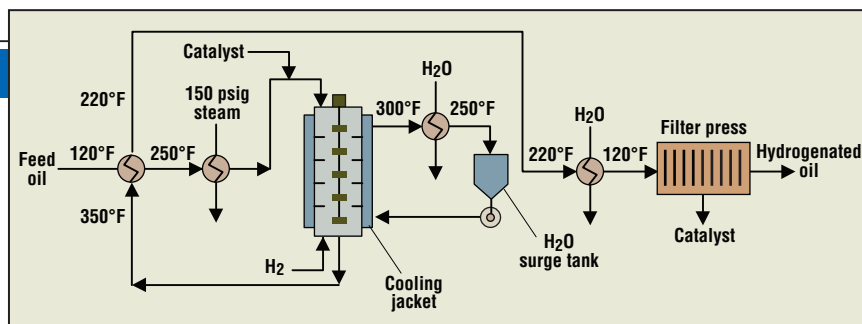 Catalyst
H₂O
220°F
150 psig
steam
300°F
250°F
H₂O
Filter press
Feed
oil
120°F
250°F
220°F
120°F
Hydrogenated
oil
350°F
Catalyst
H₂
H₂O
surge tank
Cooling
jacket